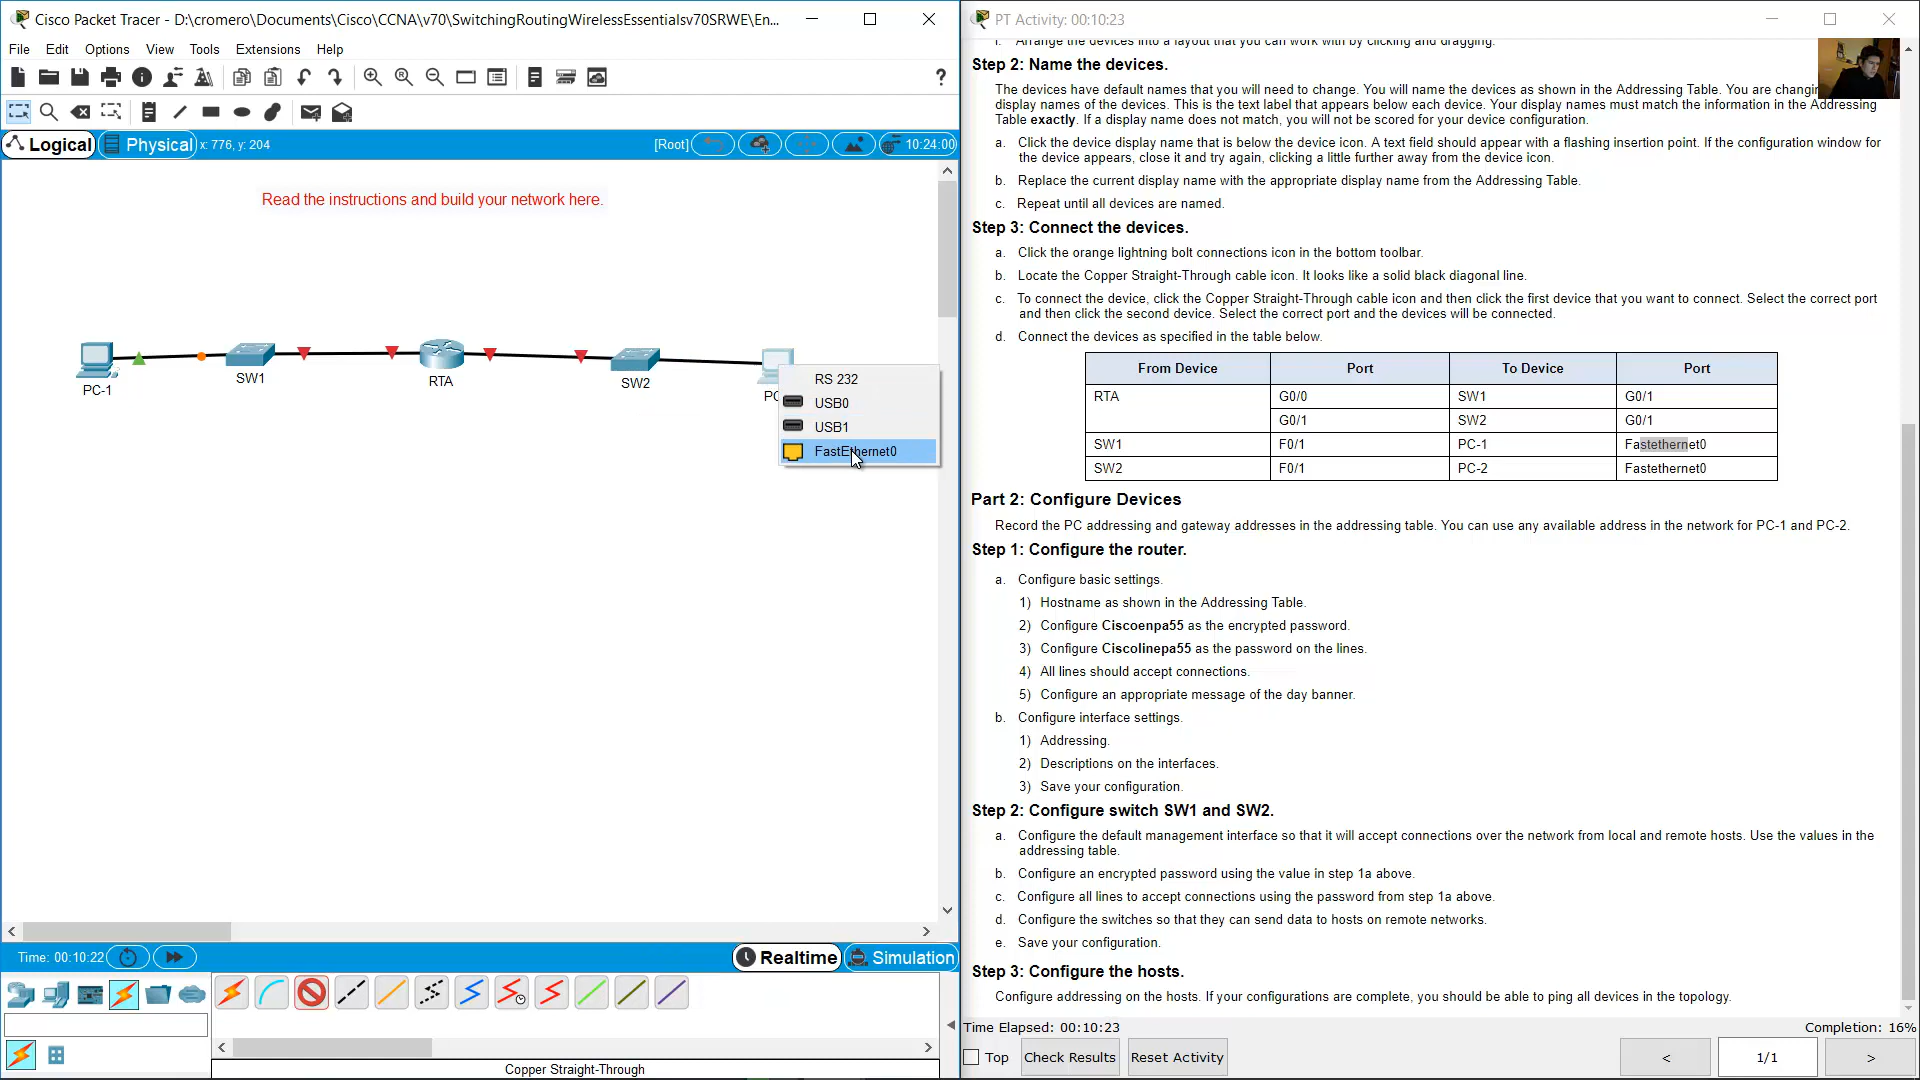 Cisco Packet Tracer - D:\cromero\Documents\Cisco\CCNA\v70\SwitchingRoutingWirelessEssentialsv70SRWE\En...
File Edit Options View Tools Extensions Help
?
Logical Physical x: 776, y: 204 [Root] 10:24:00
Read the instructions and build your network here.
PC-1
SW1
RTA
SW2
RS 232
USB0
USB1
FastEthernet0
Time: 00:10:22
Realtime Simulation
Copper Straight-Through
PT Activity: 00:10:23
Arrange the devices into a layout that you can work with by clicking and dragging.
Step 2: Name the devices.
The devices have default names that you will need to change. You will name the devices as shown in the Addressing Table. You are
display names of the devices. This is the text label that appears below each device. Your display names must match the information in the Addressing
Table exactly. If a display name does not match, you will not be scored for your device configuration.
a. Click the device display name that is below the device icon. A text field should appear with a flashing insertion point. If the configuration window for
the device appears, close it and try again, clicking a little further away from the device icon.
b. Replace the current display name with the appropriate display name from the Addressing Table.
c. Repeat until all devices are named.
Step 3: Connect the devices.
a. Click the orange lightning bolt connections icon in the bottom toolbar.
b. Locate the Copper Straight-Through cable icon. It looks like a solid black diagonal line.
c. To connect the device, click the Copper Straight-Through cable icon and then click the first device that you want to connect. Select the correct port
and then click the second device. Select the correct port and the devices will be connected.
d. Connect the devices as specified in the table below.
From Device Port To Device Port
RTA G0/0 SW1 G0/1
G0/1 SW2 G0/1
SW1 F0/1 PC-1 Fastethernet0
SW2 F0/1 PC-2 Fastethernet0
Part 2: Configure Devices
Record the PC addressing and gateway addresses in the addressing table. You can use any available address in the network for PC-1 and PC-2.
Step 1: Configure the router.
a. Configure basic settings.
1) Hostname as shown in the Addressing Table.
2) Configure Ciscoenpa55 as the encrypted password.
3) Configure Ciscolinepa55 as the password on the lines.
4) All lines should accept connections.
5) Configure an appropriate message of the day banner.
b. Configure interface settings.
1) Addressing.
2) Descriptions on the interfaces.
3) Save your configuration.
Step 2: Configure switch SW1 and SW2.
a. Configure the default management interface so that it will accept connections over the network from local and remote hosts. Use the values in the
addressing table.
b. Configure an encrypted password using the value in step 1a above.
c. Configure all lines to accept connections using the password from step 1a above.
d. Configure the switches so that they can send data to hosts on remote networks.
e. Save your configuration.
Step 3: Configure the hosts.
Configure addressing on the hosts. If your configurations are complete, you should be able to ping all devices in the topology.
Time Elapsed: 00:10:23 Completion: 16%
Top Check Results Reset Activity < 1/1 >